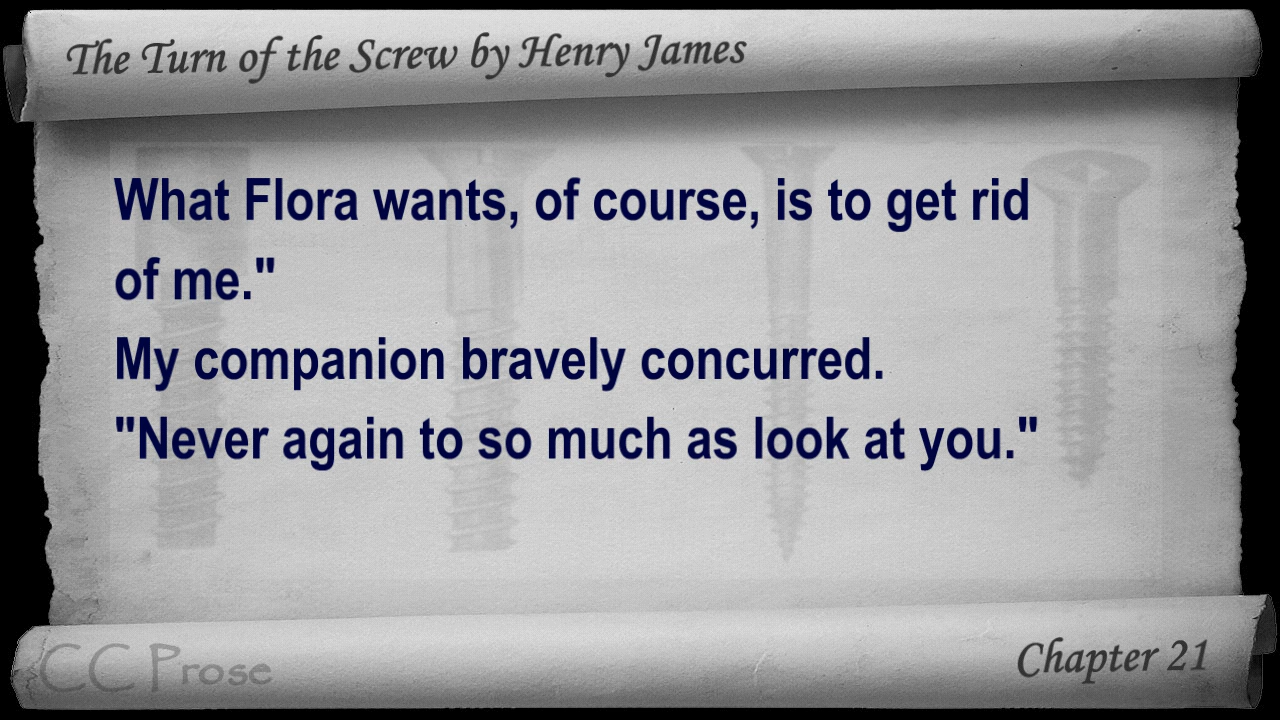 The Turn of the Screw by Henry James
What Flora wants, of course, is to get rid
of me."
My companion bravely concurred.
"Never again to so much as look at you."
CC Prose
Chapter 21